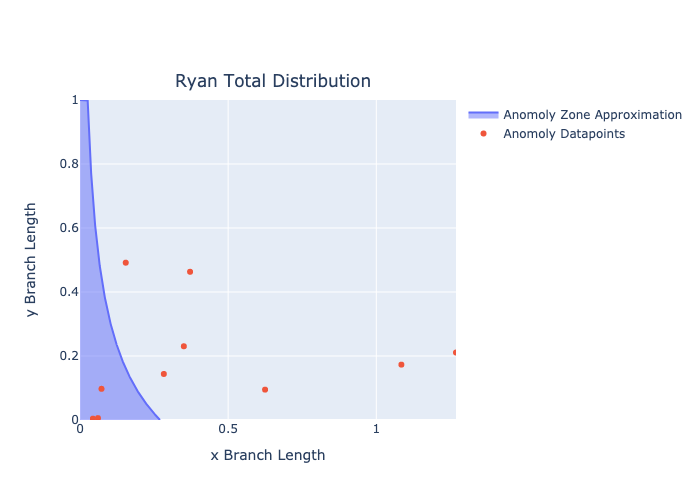 Ryan Total Distribution
Anomoly Zone Approximation
Anomoly Datapoints
y Branch Length
1
0.8
0.6
0.4
0.2
0
0
0.5
1
x Branch Length